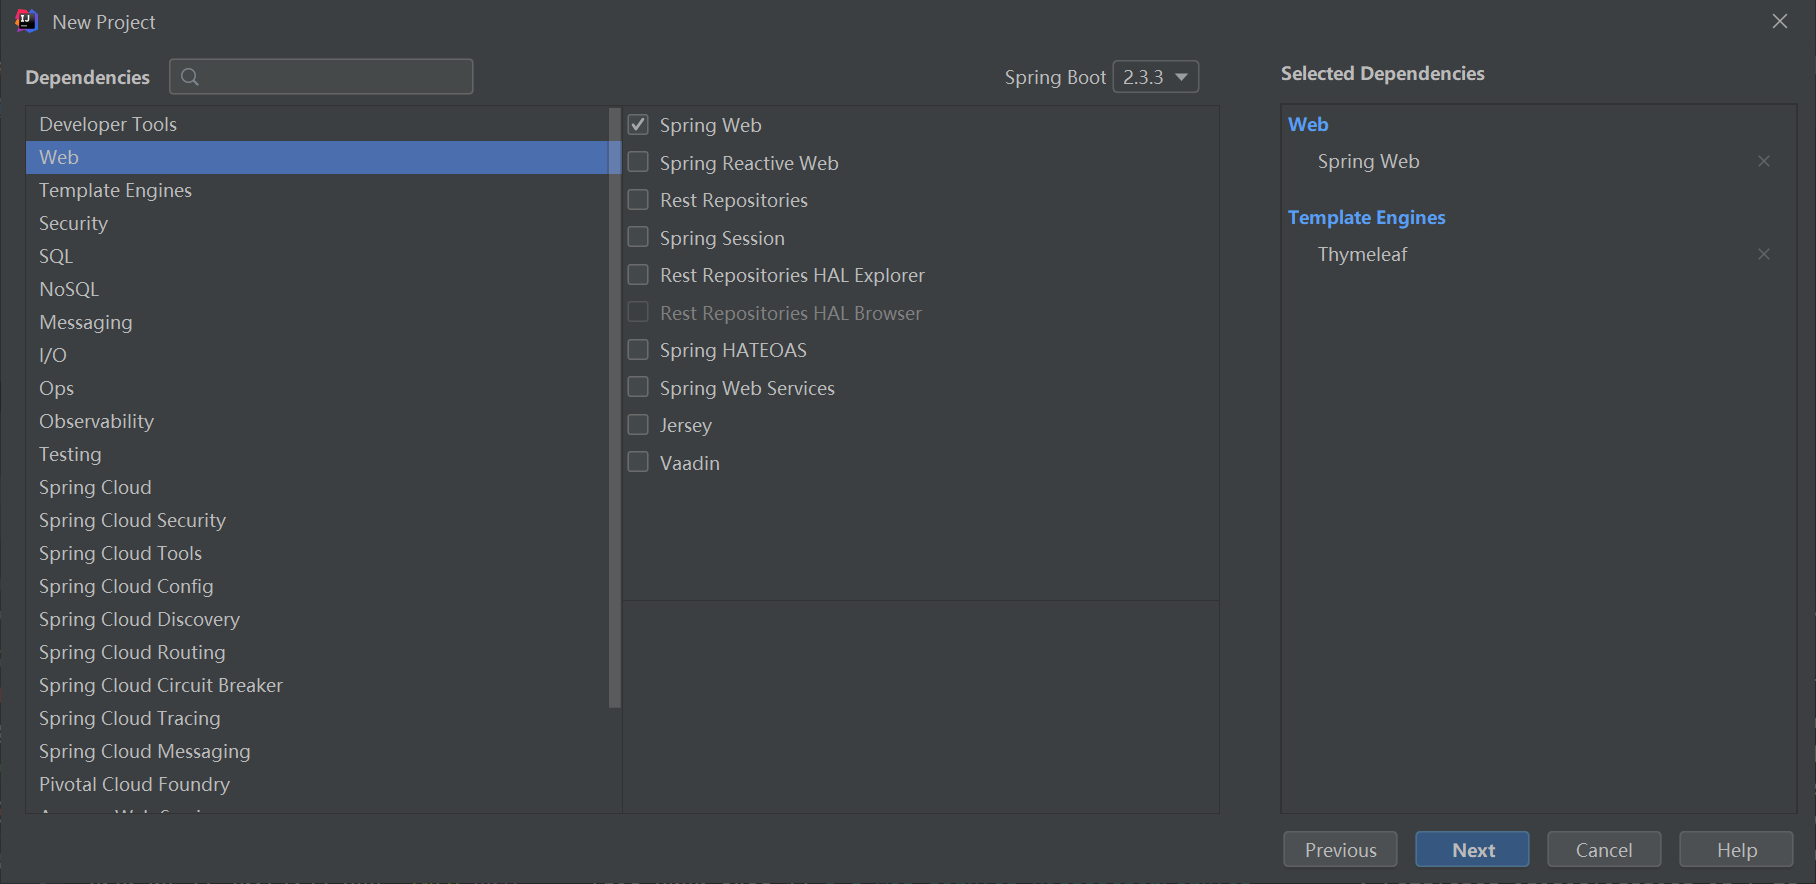 New Project
Dependencies
Spring Boot 2.3.3
Developer Tools
Web
Template Engines
Security
SQL
NoSQL
Messaging
I/O
Ops
Observability
Testing
Spring Cloud
Spring Cloud Security
Spring Cloud Tools
Spring Cloud Config
Spring Cloud Discovery
Spring Cloud Routing
Spring Cloud Circuit Breaker
Spring Cloud Tracing
Spring Cloud Messaging
Pivotal Cloud Foundry
Spring Web
Spring Reactive Web
Rest Repositories
Spring Session
Rest Repositories HAL Explorer
Rest Repositories HAL Browser
Spring HATEOAS
Spring Web Services
Jersey
Vaadin
Selected Dependencies
Web
Spring Web
Template Engines
Thymeleaf
Previous
Next
Cancel
Help